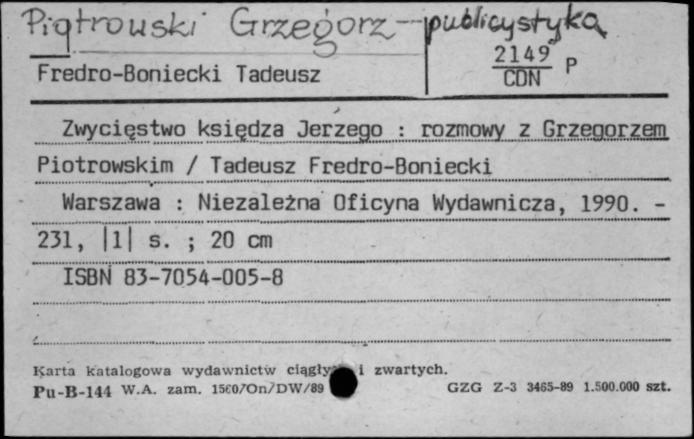 Piotrowski Grzegorz – publicystyka
Fredro-Boniecki Tadeusz
2149
CDN P
Zwycięstwo księdza Jerzego : rozmowy z Grzegorzem
Piotrowskim / Tadeusz Fredro-Boniecki
Warszawa : Niezależna Oficyna Wydawnicza, 1990. -
231, |1| s. ; 20 cm
ISBN 83-7054-005-8
Karta katalogowa wydawnictw i zwartych.
Pu-B-144 W.A. zam. 1560/On/DW/89 GZG Z-3 3465-89 1.500.000 szt.